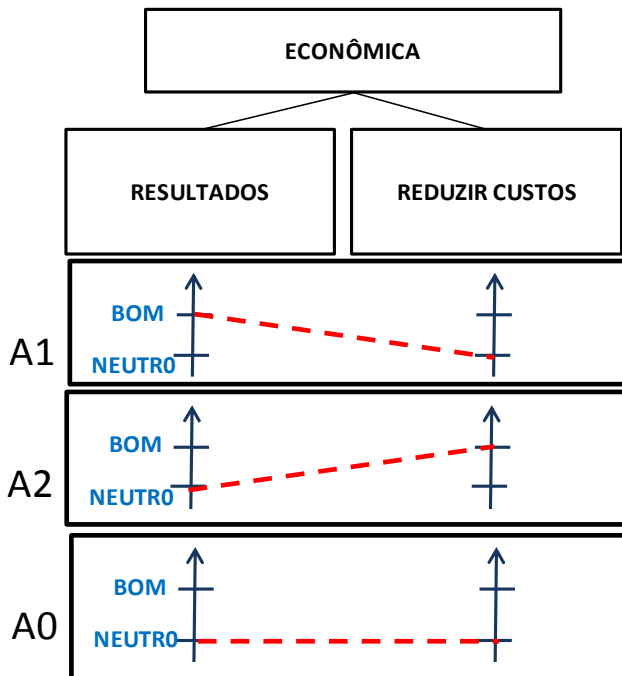 ECONÔMICA
RESULTADOS
REDUZIR CUSTOS
A1
BOM
NEUTR0
A2
BOM
NEUTR0
A0
BOM
NEUTR0